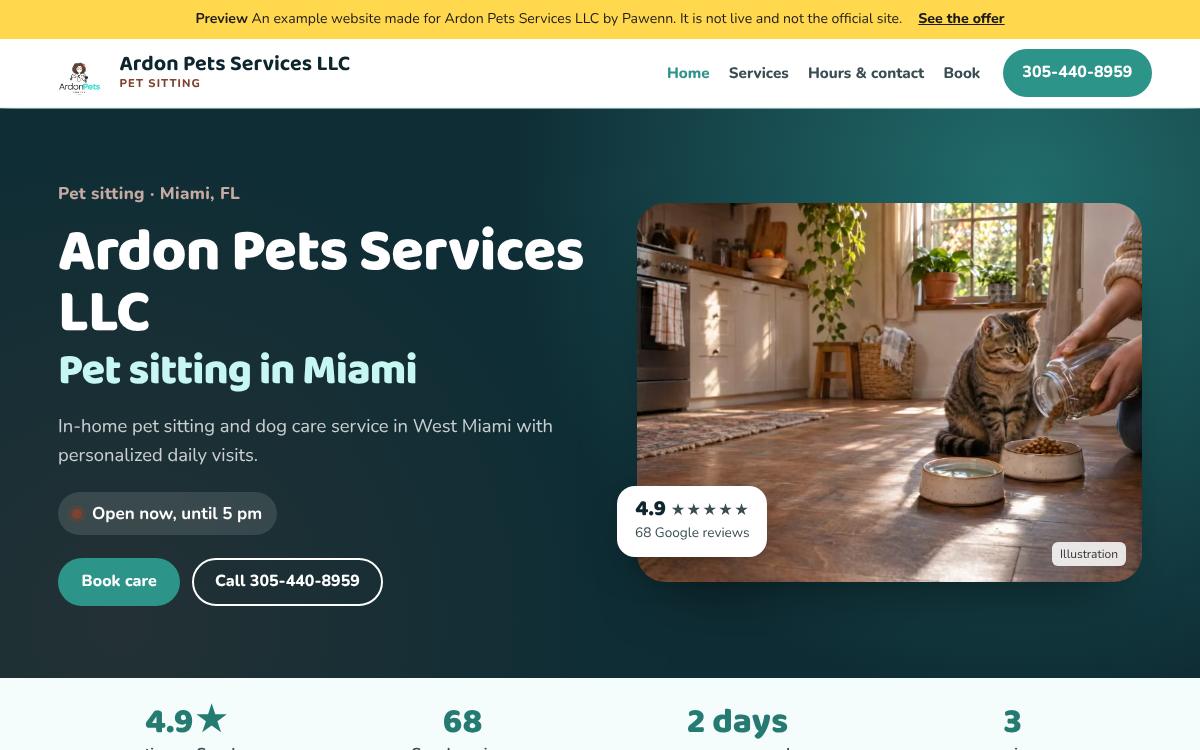 Preview An example website made for Ardon Pets Services LLC by Pawenn. It is not live and not the official site. See the offer
ArdonPets
Ardon Pets Services LLC
PET SITTING
Home Services Hours & contact Book 305-440-8959
Pet sitting · Miami, FL
Ardon Pets Services
LLC
Pet sitting in Miami
In-home pet sitting and dog care service in West Miami with
personalized daily visits.
Open now, until 5 pm
Book care Call 305-440-8959
4.9 ★★★★★
68 Google reviews
Illustration
4.9★ 68 2 days 3